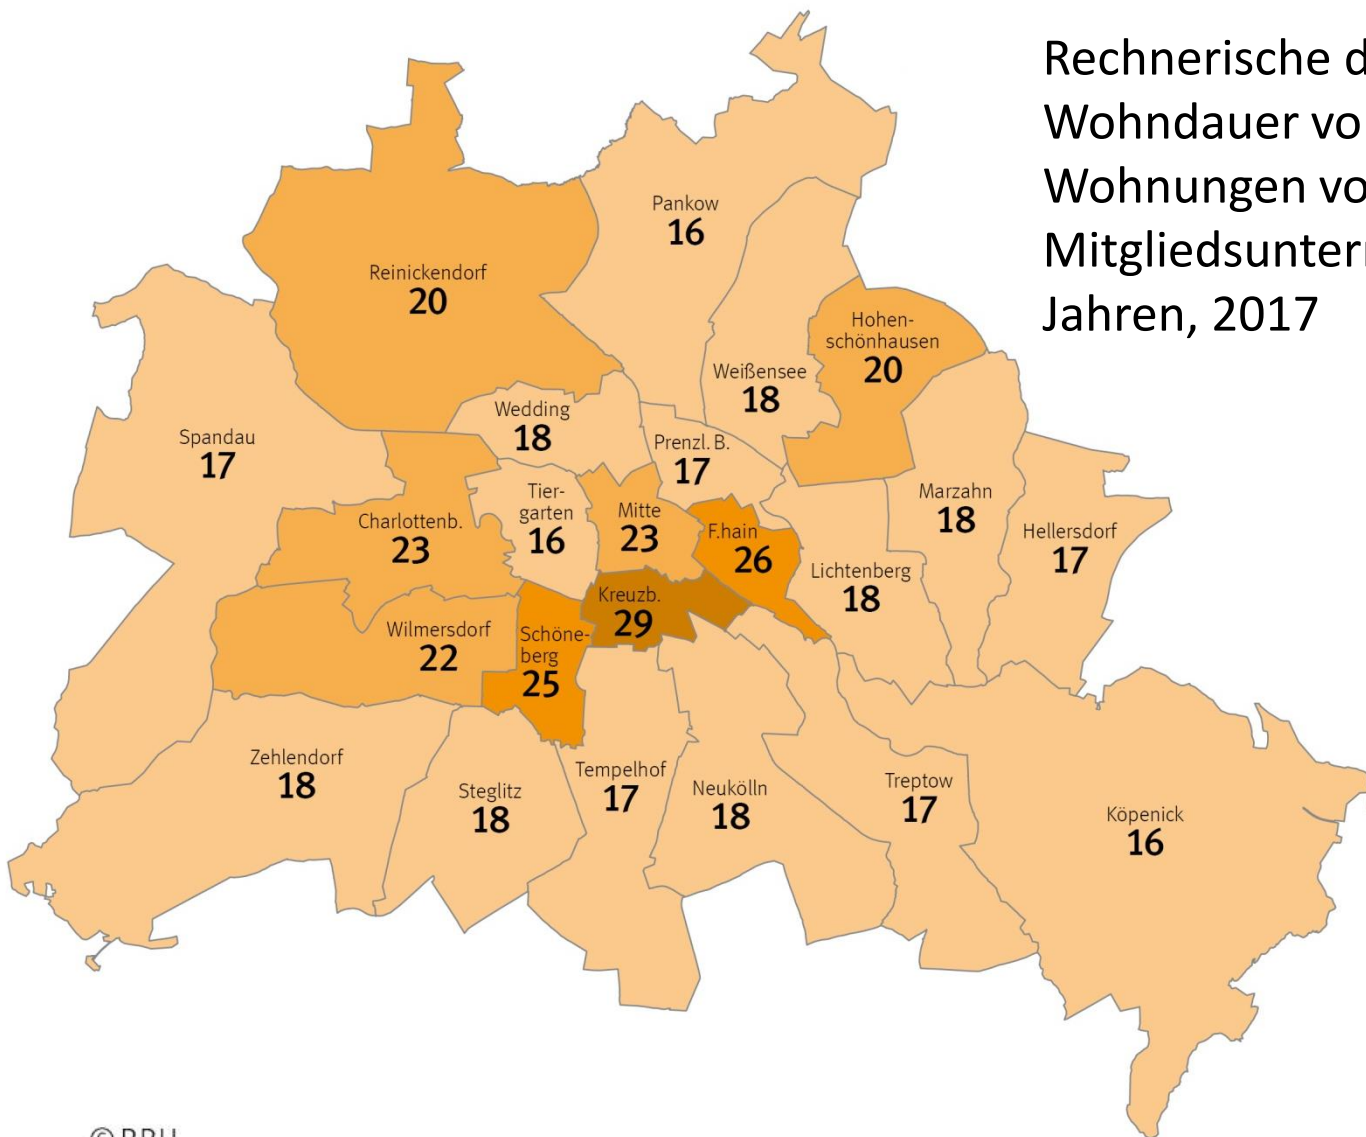 Rechnerische d
Wohndauer vo
Wohnungen vo
Mitgliedsuntern
Jahren, 2017
Pankow
16
Reinickendorf
20
Hohen-
schönhausen
20
Weißensee
18
Wedding
18
Spandau
17
Prenzl. B.
17
Tier-
garten
16
Mitte
23
Charlottenb.
23
F.hain
26
Marzahn
18
Hellersdorf
17
Lichtenberg
18
Kreuzb.
29
Wilmersdorf
22
Schöne-
berg
25
Zehlendorf
18
Steglitz
18
Tempelhof
17
Neukölln
18
Treptow
17
Köpenick
16
© BBU